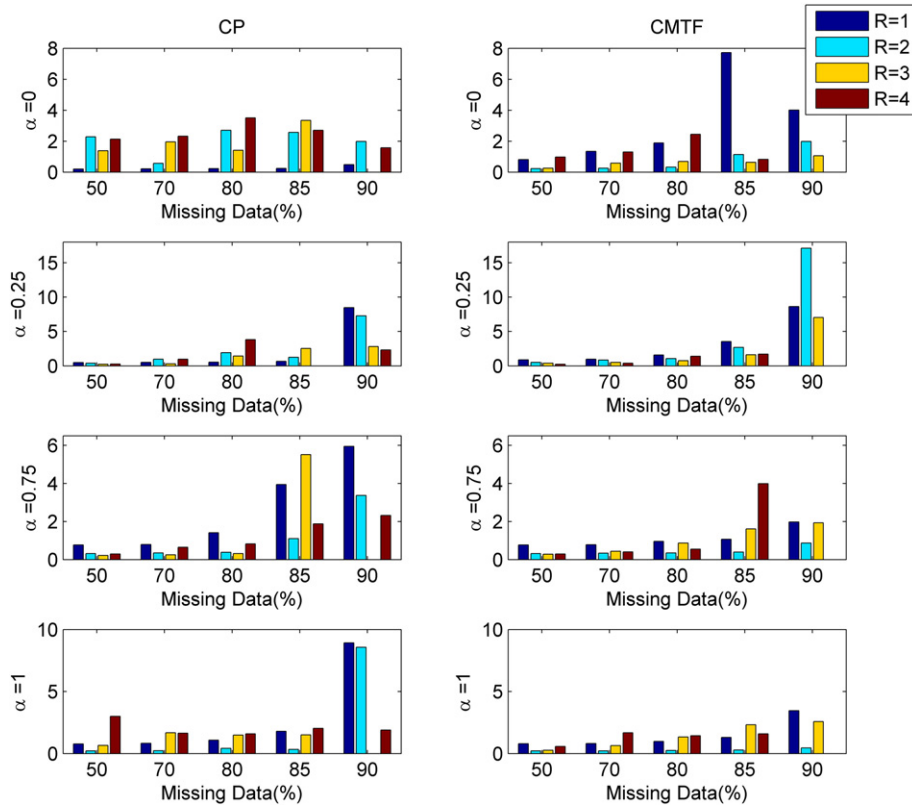 CP
CMTF
R=1
R=2
R=3
R=4
α =0
8
6
4
2
0
50 70 80 85 90
Missing Data(%)
8
6
4
2
0
α =0
50 70 80 85 90
Missing Data(%)
α =0.25
15
10
5
0
50 70 80 85 90
Missing Data(%)
α =0.25
15
10
5
0
50 70 80 85 90
Missing Data(%)
α =0.75
6
4
2
0
50 70 80 85 90
Missing Data(%)
α =0.75
6
4
2
0
50 70 80 85 90
Missing Data(%)
α =1
10
5
0
50 70 80 85 90
Missing Data(%)
α =1
10
5
0
50 70 80 85 90
Missing Data(%)